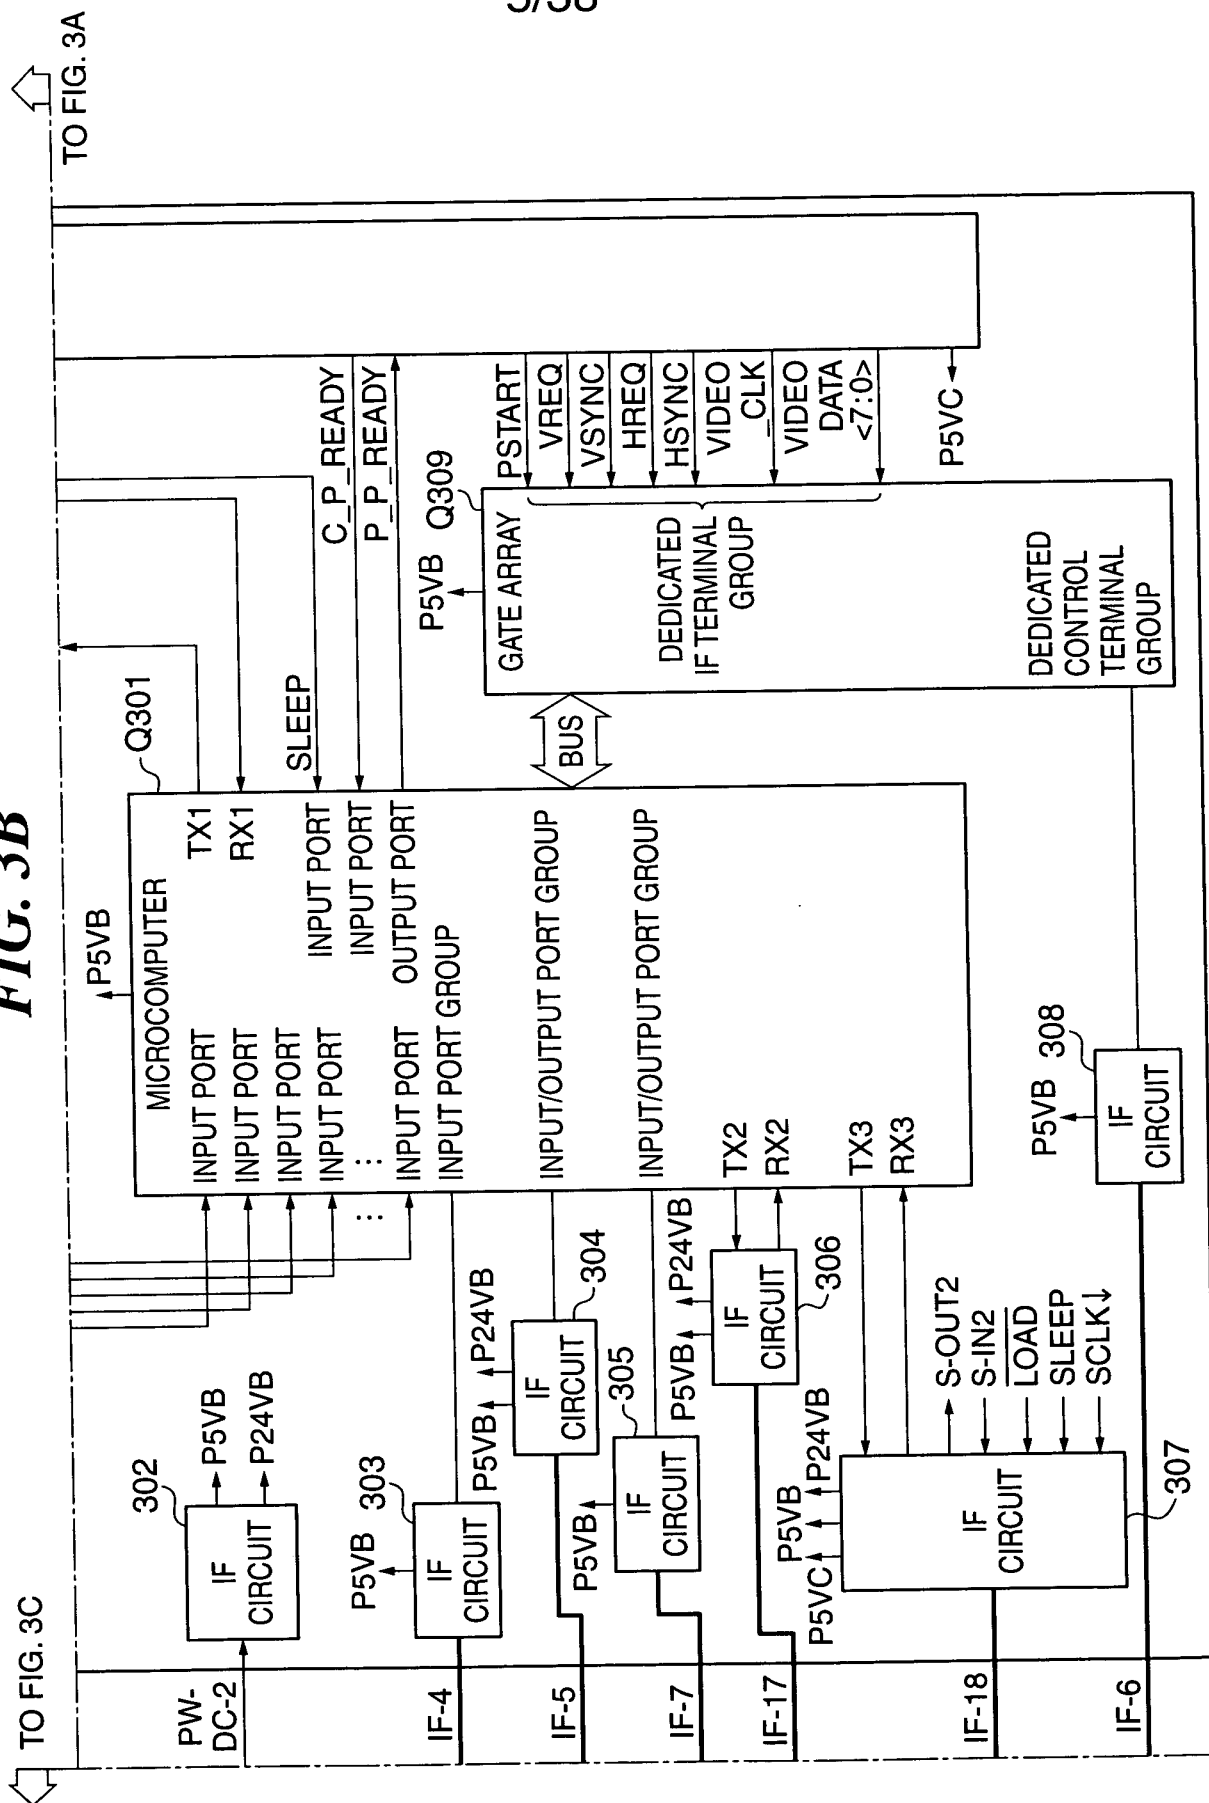 5/38
FIG. 3B
TO FIG. 3C
TO FIG. 3A
PW-
DC-2
302
IF
CIRCUIT
P5VB
P24VB
IF-4
303
P5VB
IF
CIRCUIT
IF-5
304
P5VB
P24VB
IF
CIRCUIT
IF-7
305
P5VB
IF
CIRCUIT
IF-17
306
P5VB
P24VB
IF
CIRCUIT
IF-18
307
P5VC
P5VB
P24VB
IF
CIRCUIT
S-OUT2
S-IN2
LOAD
SLEEP
SCLK↓
IF-6
308
P5VB
IF
CIRCUIT
P5VB
Q301
MICROCOMPUTER
INPUT PORT
INPUT PORT
INPUT PORT
INPUT PORT
⋮
⋮
INPUT PORT
INPUT PORT GROUP
INPUT/OUTPUT PORT GROUP
INPUT/OUTPUT PORT GROUP
TX2
RX2
TX3
RX3
TX1
RX1
INPUT PORT
INPUT PORT
OUTPUT PORT
SLEEP
C_P_READY
P_P_READY
BUS
P5VB
Q309
GATE ARRAY
DEDICATED
IF TERMINAL
GROUP
DEDICATED
CONTROL
TERMINAL
GROUP
PSTART
VREQ
VSYNC
HREQ
HSYNC
VIDEO
_CLK
VIDEO
DATA
<7:0>
P5VC